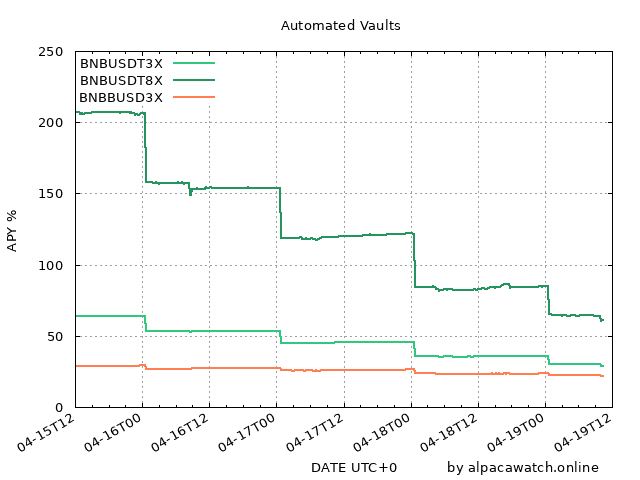 Automated Vaults
250
200
150
100
50
0
APY %
BNBUSDT3X
BNBUSDT8X
BNBBUSD3X
04-15T12
04-16T00
04-16T12
04-17T00
04-17T12
04-18T00
04-18T12
04-19T00
04-19T12
DATE UTC+0
by alpacawatch.online